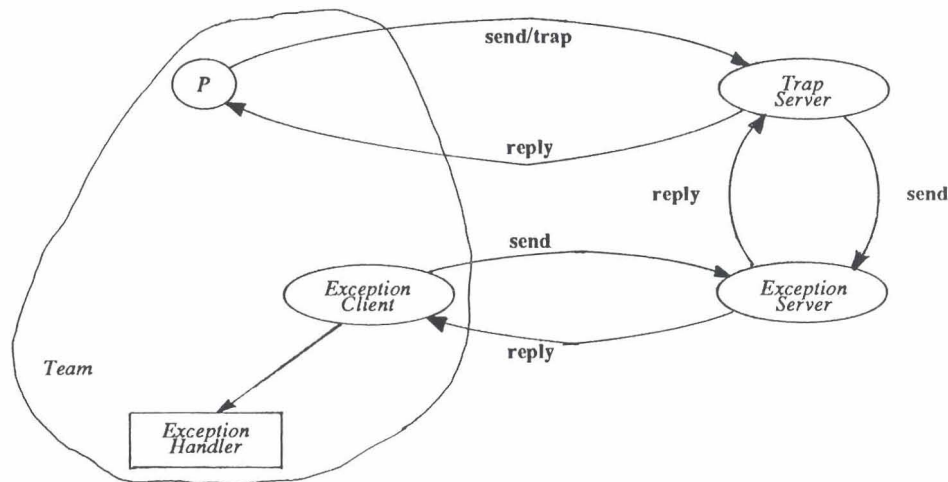 send/trap
P
Trap
Server
reply
reply
send
send
Exception
Client
Exception
Server
reply
Team
Exception
Handler